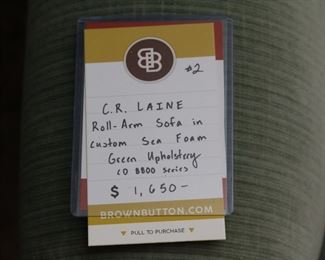 BB
#2
C.R. LAINE
Roll-Arm Sofa in
custom Sea Foam
Green Upholstery
CD 8800 Series
$ 1,650-
BROWNBUTTON.COM
PULL TO PURCHASE